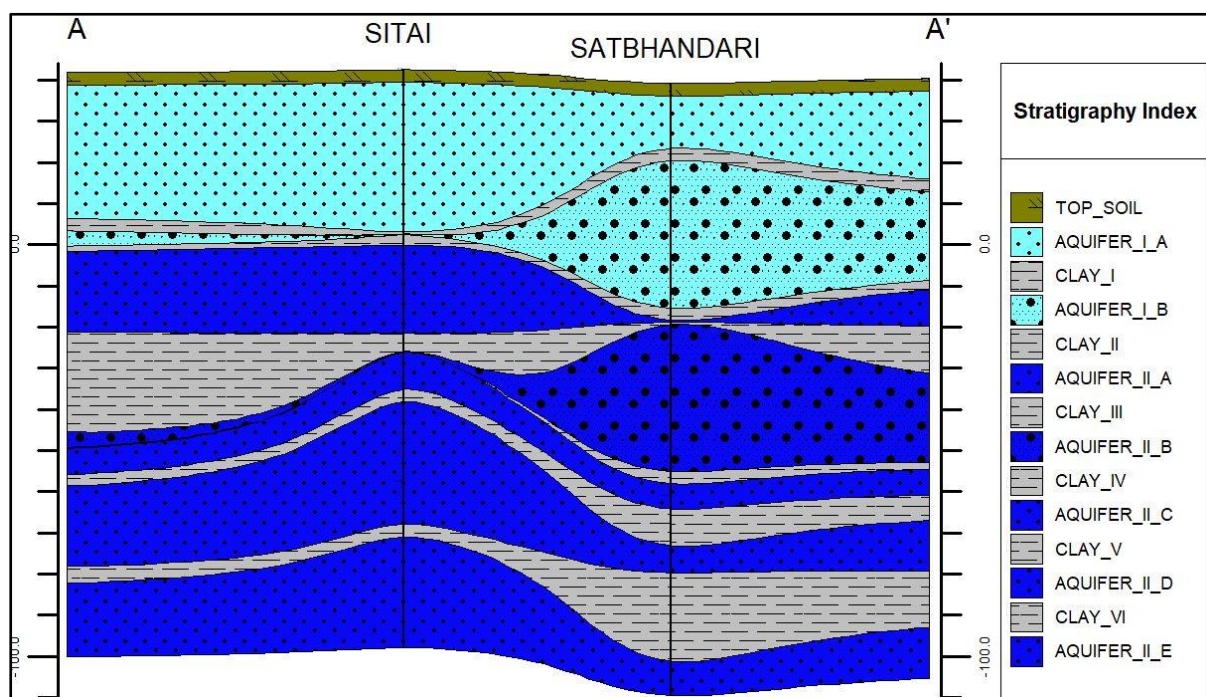 A
SITAI
SATBHANDARI
A'
0.0
-100.0
0.0
-100.0
Stratigraphy Index
TOP_SOIL
AQUIFER_I_A
CLAY_I
AQUIFER_I_B
CLAY_II
AQUIFER_II_A
CLAY_III
AQUIFER_II_B
CLAY_IV
AQUIFER_II_C
CLAY_V
AQUIFER_II_D
CLAY_VI
AQUIFER_II_E